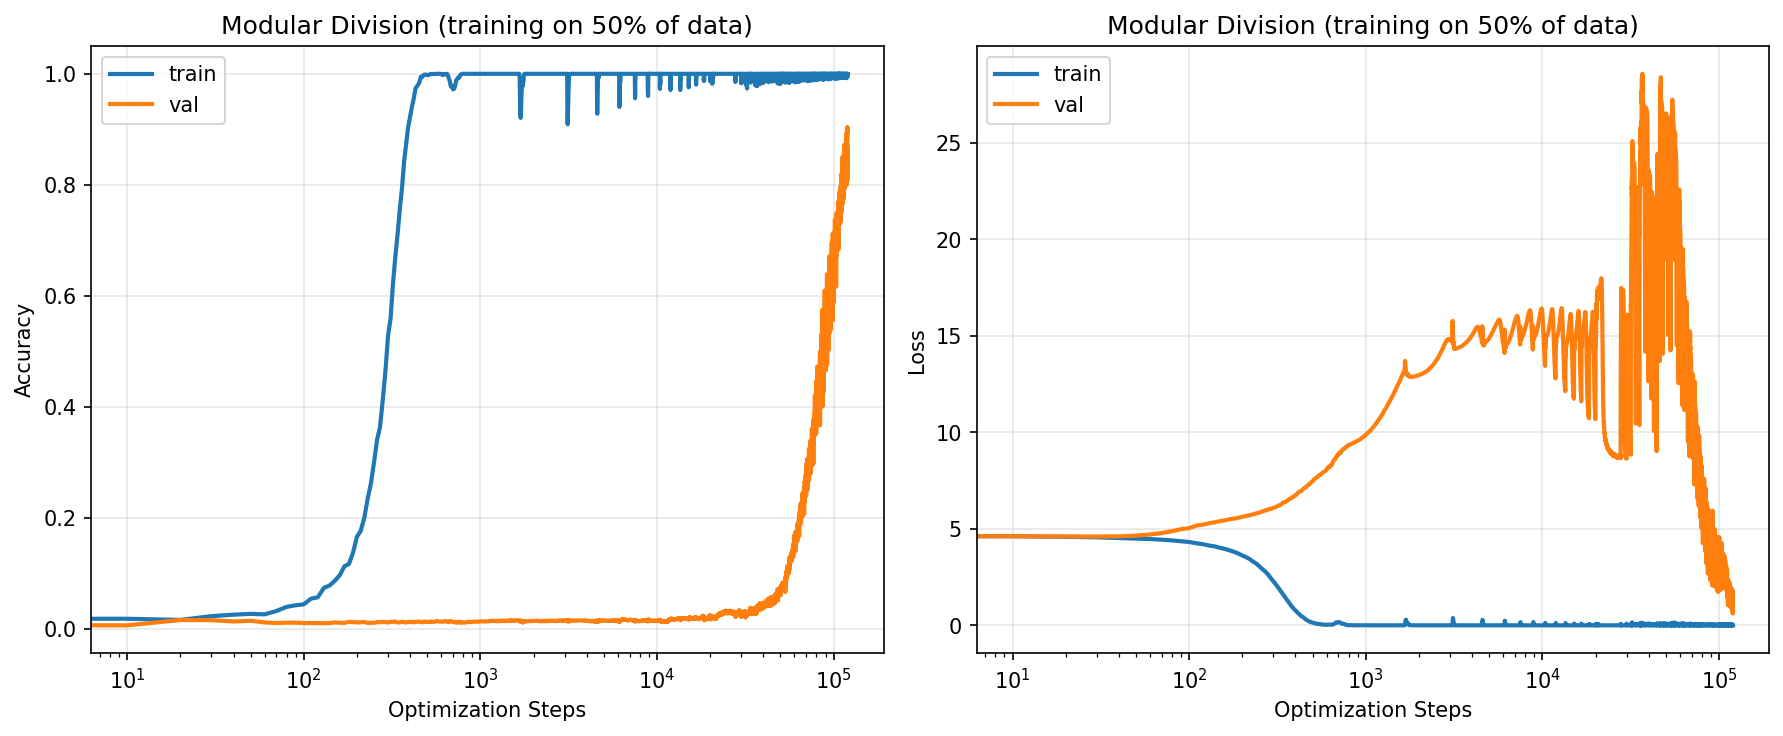 Modular Division (training on 50% of data)
train
val
1.0
0.8
0.6
0.4
0.2
0.0
Accuracy
10¹
10²
10³
10⁴
10⁵
Optimization Steps
Modular Division (training on 50% of data)
train
val
25
20
15
10
5
0
Loss
10¹
10²
10³
10⁴
10⁵
Optimization Steps